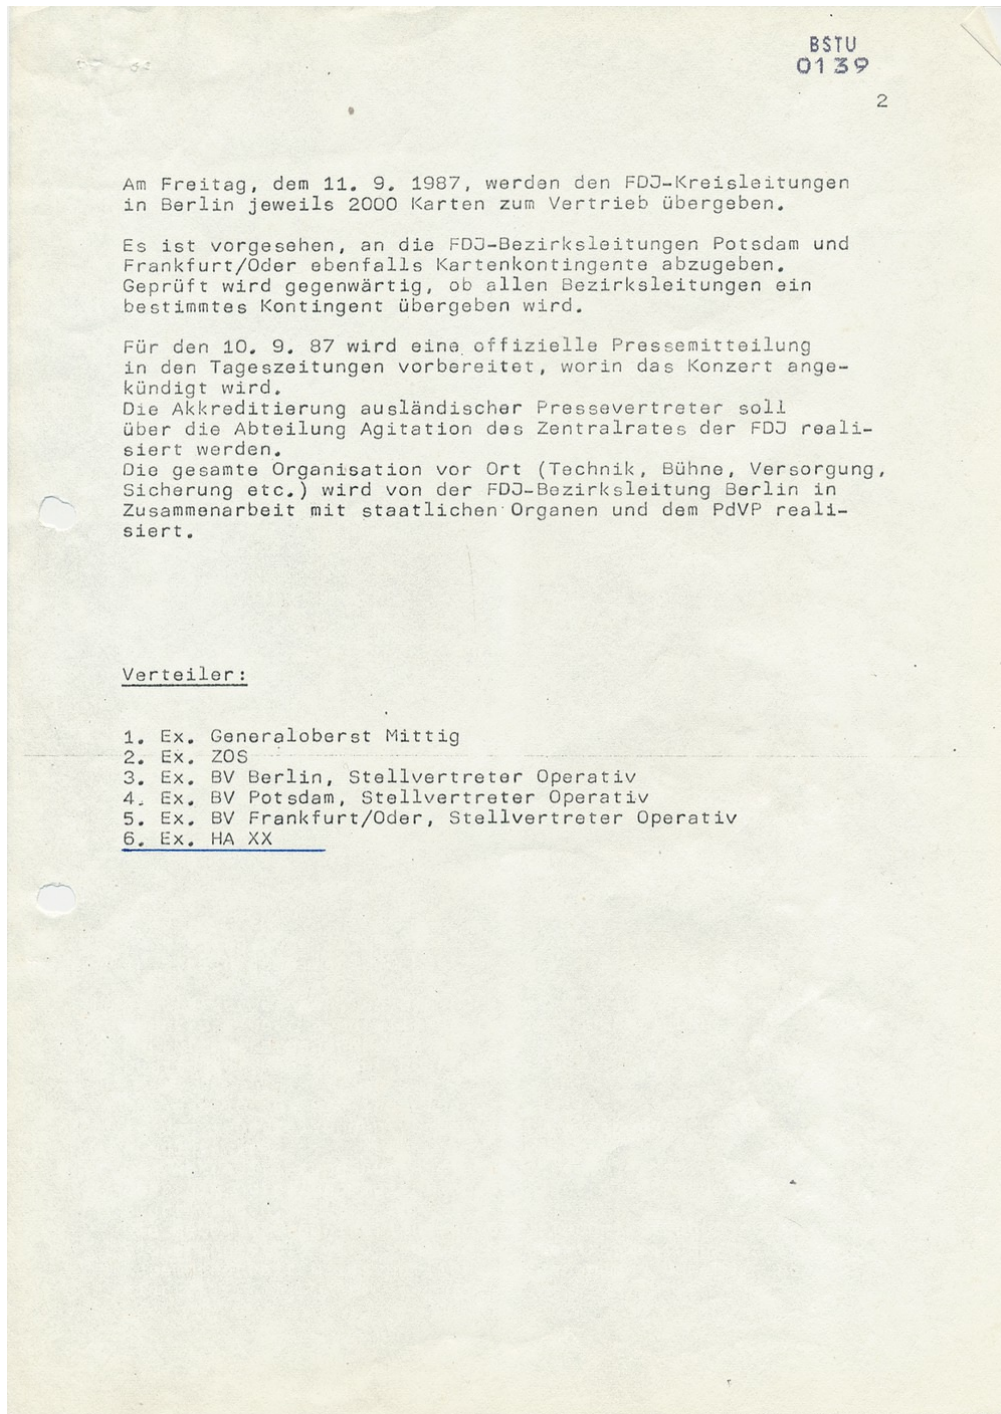 BSTU
0139
2
Am Freitag, dem 11. 9. 1987, werden den FDJ-Kreisleitungen
in Berlin jeweils 2000 Karten zum Vertrieb übergeben.
Es ist vorgesehen, an die FDJ-Bezirksleitungen Potsdam und
Frankfurt/Oder ebenfalls Kartenkontingente abzugeben.
Geprüft wird gegenwärtig, ob allen Bezirksleitungen ein
bestimmtes Kontingent übergeben wird.
Für den 10. 9. 87 wird eine offizielle Pressemitteilung
in den Tageszeitungen vorbereitet, worin das Konzert ange-
kündigt wird.
Die Akkreditierung ausländischer Pressevertreter soll
über die Abteilung Agitation des Zentralrates der FDJ reali-
siert werden.
Die gesamte Organisation vor Ort (Technik, Bühne, Versorgung,
Sicherung etc.) wird von der FDJ-Bezirksleitung Berlin in
Zusammenarbeit mit staatlichen Organen und dem PdVP reali-
siert.
Verteiler:
1. Ex. Generaloberst Mittig
2. Ex. ZOS
3. Ex. BV Berlin, Stellvertreter Operativ
4. Ex. BV Potsdam, Stellvertreter Operativ
5. Ex. BV Frankfurt/Oder, Stellvertreter Operativ
6. Ex. HA XX